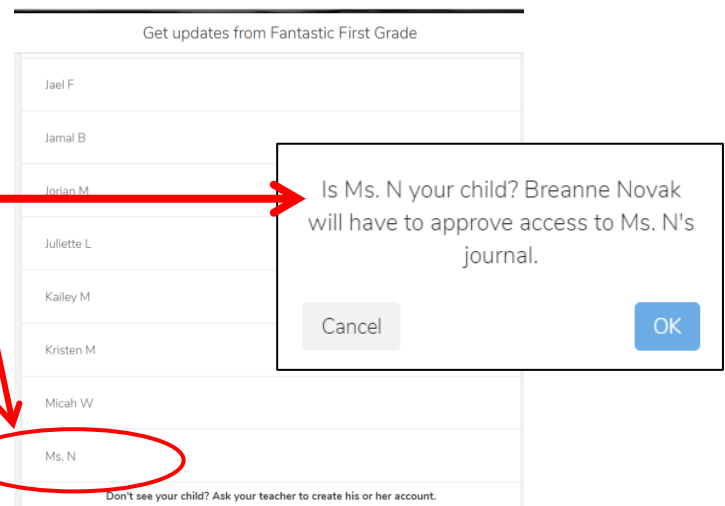 Get updates from Fantastic First Grade
Jael F
Jamal B
Jorian M
Juliette L
Kailey M
Kristen M
Micah W
Ms. N
Don't see your child? Ask your teacher to create his or her account.
Is Ms. N your child? Breanne Novak
will have to approve access to Ms. N's
journal.
Cancel
OK